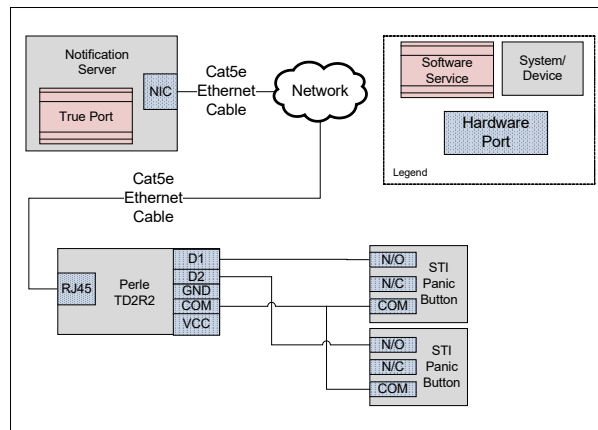 Notification
Server
NIC
True Port
Cat5e
Ethernet
Cable
Network
Software
Service
System/
Device
Hardware
Port
Legend
Cat5e
Ethernet
Cable
RJ45
Perle
TD2R2
D1
D2
GND
COM
VCC
N/O
N/C
COM
STI
Panic
Button
N/O
N/C
COM
STI
Panic
Button